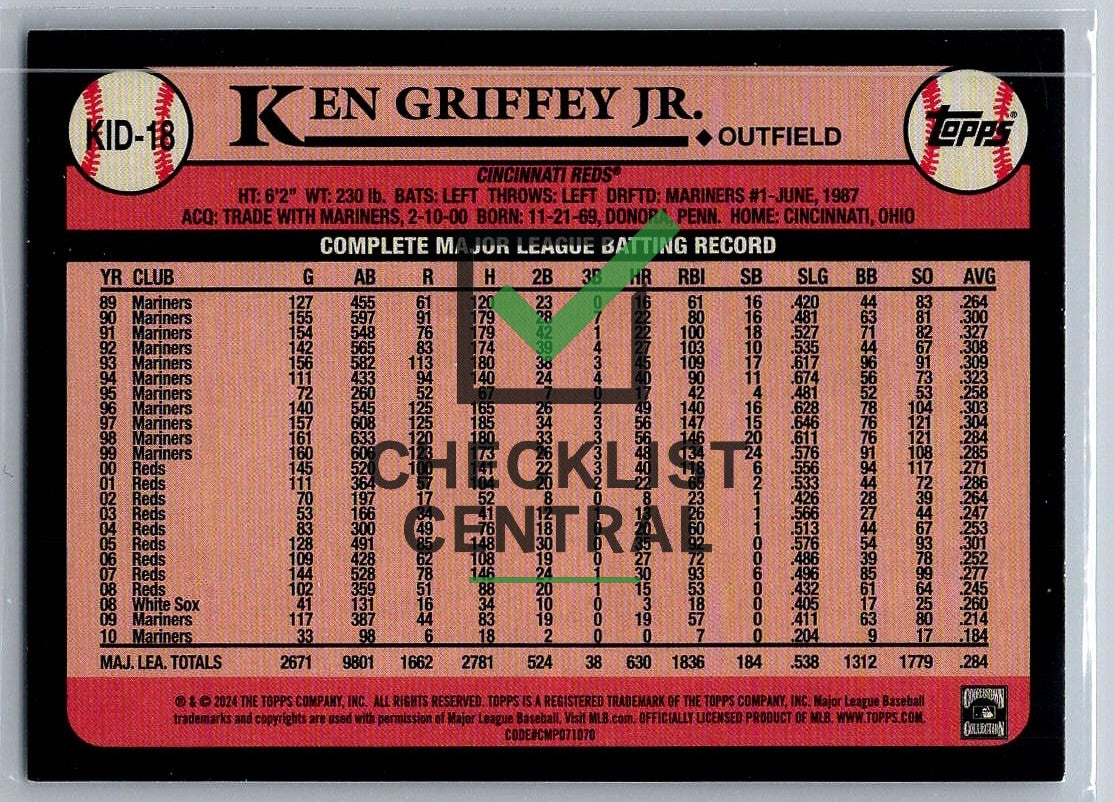 KID-18
KEN GRIFFEY JR.
OUTFIELD
TOPPS®
CINCINNATI REDS®
HT: 6'2" WT: 230 lb. BATS: LEFT THROWS: LEFT DRFTD: MARINERS #1-JUNE, 1987
ACQ: TRADE WITH MARINERS, 2-10-00 BORN: 11-21-69, DONORA, PENN. HOME: CINCINNATI, OHIO
COMPLETE MAJOR LEAGUE BATTING RECORD
YR CLUB G AB R H 2B 3B HR RBI SB SLG BB SO AVG
89 Mariners 127 455 61 120 23 0 16 61 16 .420 44 83 .264
90 Mariners 155 597 91 179 28 7 22 80 16 .481 63 81 .300
91 Mariners 154 548 76 179 42 1 22 100 18 .527 71 82 .327
92 Mariners 142 565 83 174 39 4 27 103 10 .535 44 67 .308
93 Mariners 156 582 113 180 38 3 45 109 17 .617 96 91 .309
94 Mariners 111 433 94 140 24 4 40 90 11 .674 56 73 .323
95 Mariners 72 260 52 67 7 0 17 42 4 .481 52 53 .258
96 Mariners 140 545 125 165 26 2 49 140 16 .628 78 104 .303
97 Mariners 157 608 125 185 34 3 56 147 15 .646 76 121 .304
98 Mariners 161 633 120 180 33 3 56 146 20 .611 76 121 .284
99 Mariners 160 606 123 173 26 3 48 134 24 .576 91 108 .285
00 Reds 145 520 100 141 22 3 40 118 6 .556 94 117 .271
01 Reds 111 364 57 104 20 2 22 65 2 .533 44 72 .286
02 Reds 70 197 17 52 8 0 8 23 1 .426 28 39 .264
03 Reds 53 166 34 41 12 1 13 26 1 .566 27 44 .247
04 Reds 83 300 49 76 18 0 20 60 1 .513 44 67 .253
05 Reds 128 491 85 148 30 0 35 92 0 .576 54 93 .301
06 Reds 109 428 62 108 19 0 27 72 0 .486 39 78 .252
07 Reds 144 528 78 146 24 1 30 93 6 .496 85 99 .277
08 Reds 102 359 51 88 20 1 15 53 0 .432 61 64 .245
08 White Sox 41 131 16 34 10 0 3 18 0 .405 17 25 .260
09 Mariners 117 387 44 83 19 0 19 57 0 .411 63 80 .214
10 Mariners 33 98 6 18 2 0 0 7 0 .204 9 17 .184
MAJ. LEA. TOTALS 2671 9801 1662 2781 524 38 630 1836 184 .538 1312 1779 .284
CHECKLIST
CENTRAL
® & © 2024 THE TOPPS COMPANY, INC. ALL RIGHTS RESERVED. TOPPS IS A REGISTERED TRADEMARK OF THE TOPPS COMPANY, INC. Major League Baseball
trademarks and copyrights are used with permission of Major League Baseball. Visit MLB.com. OFFICIALLY LICENSED PRODUCT OF MLB. WWW.TOPPS.COM.
CODE#CMP071070
COOPERSTOWN
COLLECTION